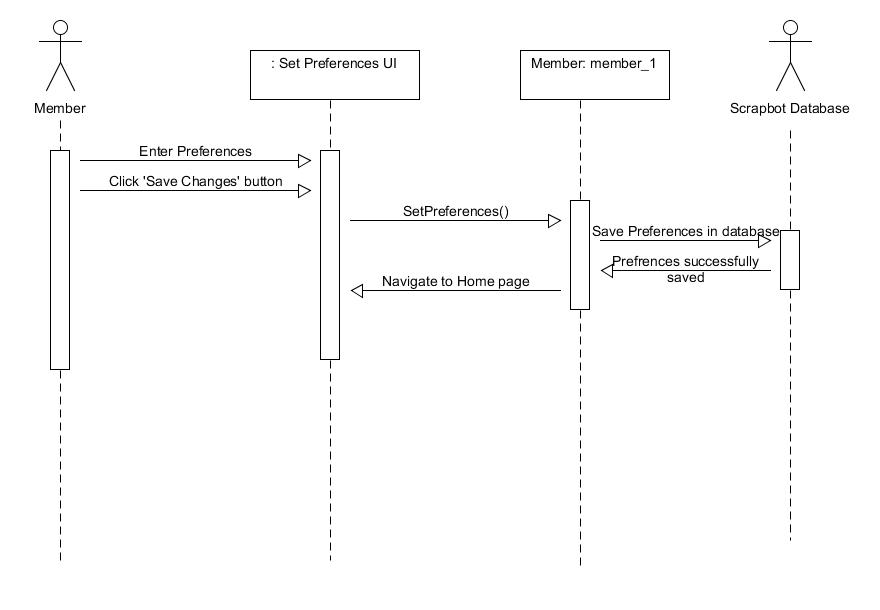 : Set Preferences UI
Member: member_1
Member
Scrapbot Database
Enter Preferences
Click 'Save Changes' button
SetPreferences()
Save Preferences in database
Prefrences successfully
saved
Navigate to Home page